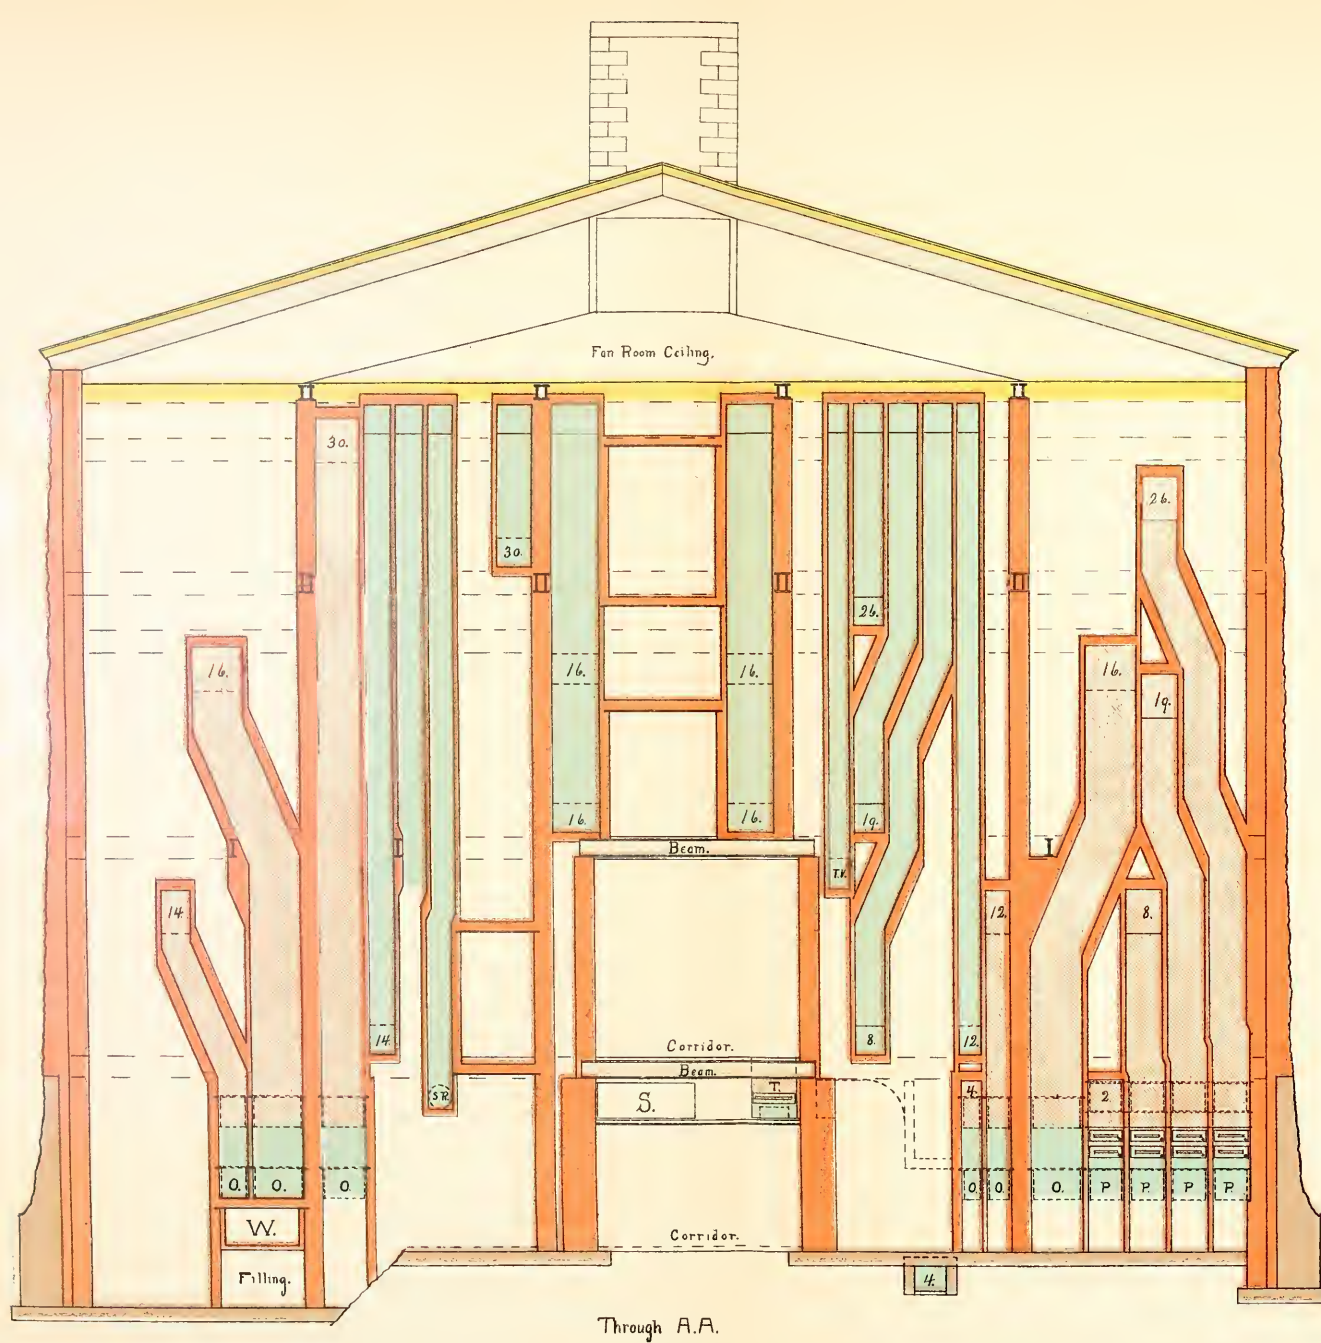 Fan Room Ceiling.
30.
26.
30.
26.
16.
16.
16.
16.
19.
16.
16.
19.
Beam.
T.V.
14.
12.
8.
14.
Corridor.
8.
12.
Beam.
S.R.
S.
T.
4.
2.
O.
O.
O.
O.
O.
O.
P.
P.
P.
P.
W.
Corridor.
Filling.
4.
Through A.A.